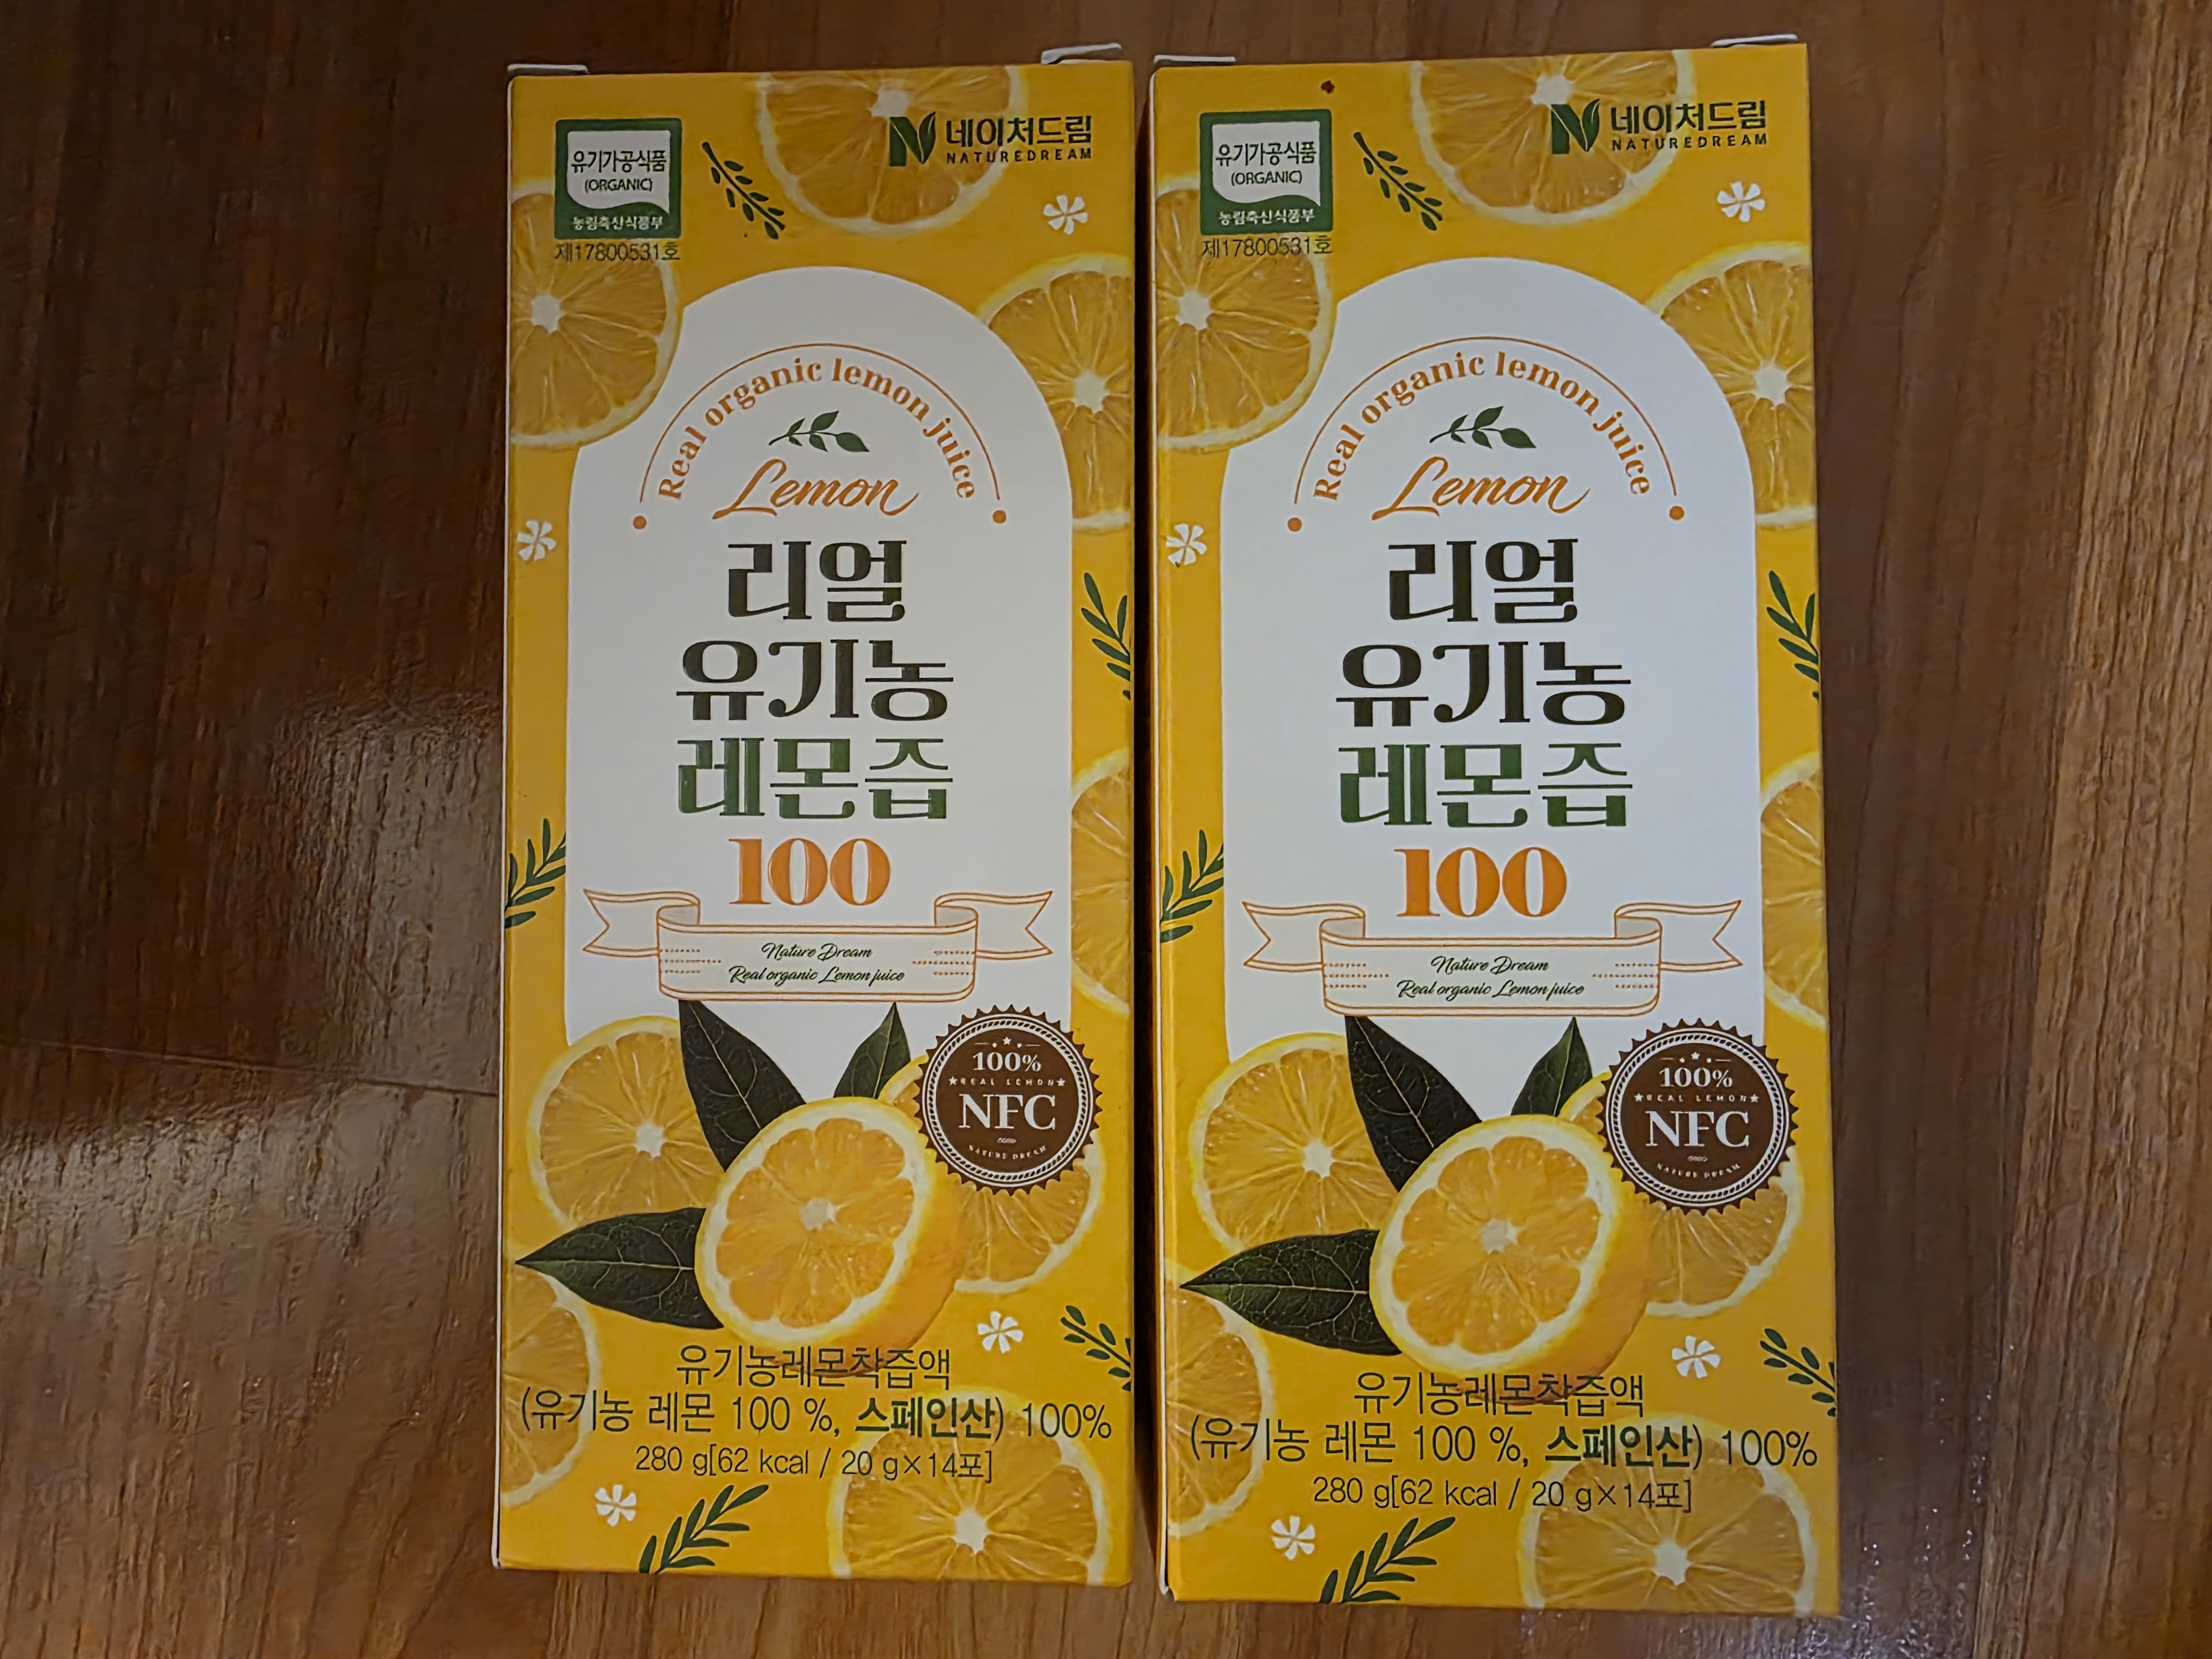 유기가공식품
(ORGANIC)
농림축산식품부
제17800531호
네이처드림
NATUREDREAM
Real organic lemon juice
Lemon
리얼
유기농
레몬즙
100
Nature Dream
Real organic Lemon juice
100%
REAL LEMON
NFC
NATURE DREAM
유기농레몬착즙액
(유기농 레몬 100 %, 스페인산) 100%
280 g[62 kcal / 20 g×14포]
유기가공식품
(ORGANIC)
농림축산식품부
제17800531호
네이처드림
NATUREDREAM
Real organic lemon juice
Lemon
리얼
유기농
레몬즙
100
Nature Dream
Real organic Lemon juice
100%
REAL LEMON
NFC
NATURE DREAM
유기농레몬착즙액
(유기농 레몬 100 %, 스페인산) 100%
280 g[62 kcal / 20 g×14포]